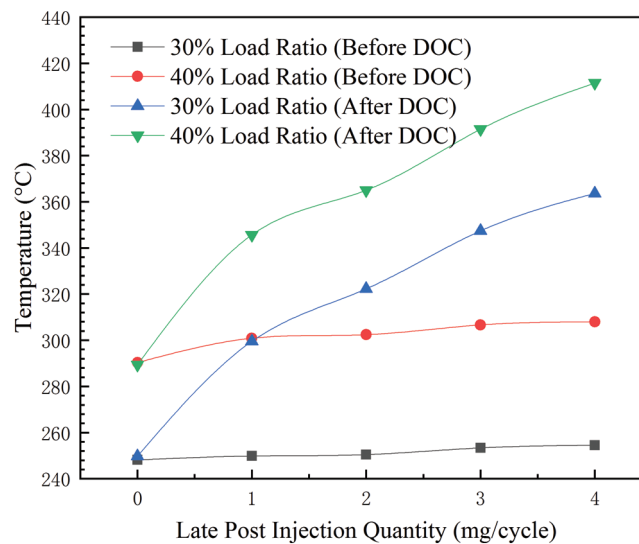 440
420
400
380
360
340
320
300
280
260
240
Temperature (°C)
30% Load Ratio (Before DOC)
40% Load Ratio (Before DOC)
30% Load Ratio (After DOC)
40% Load Ratio (After DOC)
0 1 2 3 4
Late Post Injection Quantity (mg/cycle)